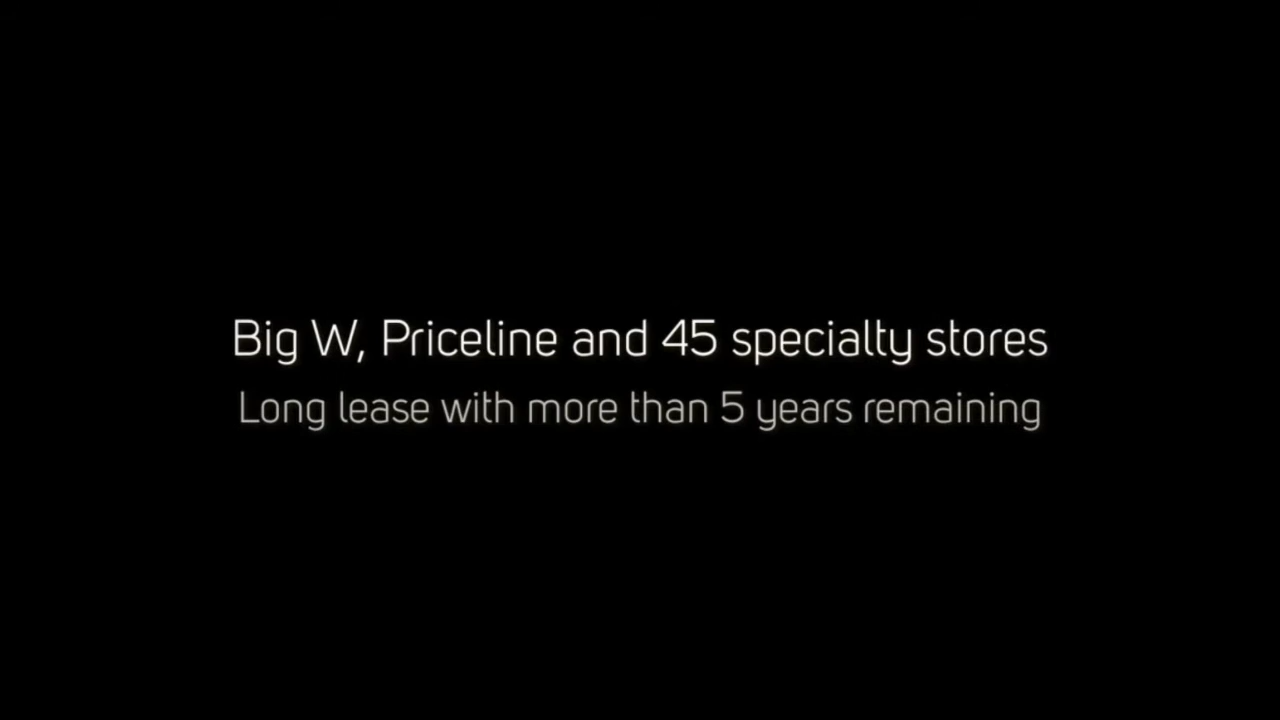 Big W, Priceline and 45 specialty stores
Long lease with more than 5 years remaining